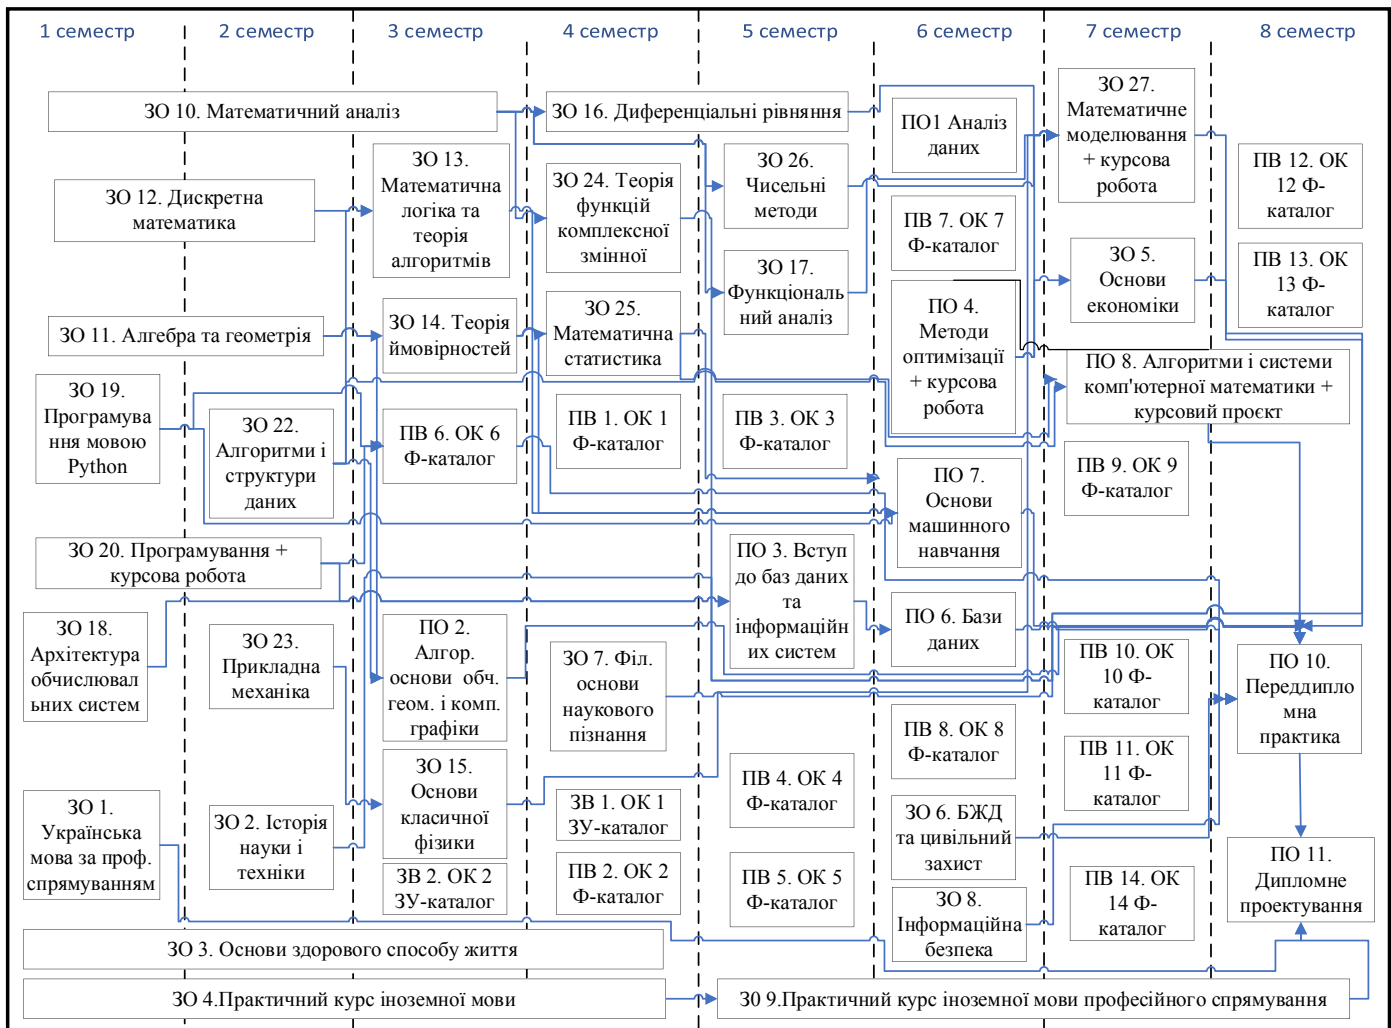 1 семестр
2 семестр
3 семестр
4 семестр
5 семестр
6 семестр
7 семестр
8 семестр
ЗО 10. Математичний аналіз
ЗО 12. Дискретна
математика
ЗО 11. Алгебра та геометрія
ЗО 19.
Програмува
ння мовою
Python
ЗО 22.
Алгоритми і
структури
даних
ЗО 20. Програмування +
курсова робота
ЗО 18.
Архітектура
обчислювал
ьних систем
ЗО 23.
Прикладна
механіка
ЗО 1.
Українська
мова за проф.
спрямуванням
ЗО 2. Історія
науки і
техніки
ЗО 3. Основи здорового способу життя
ЗО 4.Практичний курс іноземної мови
ЗО 13.
Математична
логіка та
теорія
алгоритмів
ЗО 14. Теорія
ймовірностей
ПВ 6. ОК 6
Ф-каталог
ПО 2.
Алгор.
основи обч.
геом. і комп.
графіки
ЗО 15.
Основи
класичної
фізики
ЗВ 2. ОК 2
ЗУ-каталог
ЗО 16. Диференціальні рівняння
ЗО 24. Теорія
функцій
комплексної
змінної
ЗО 25.
Математична
статистика
ПВ 1. ОК 1
Ф-каталог
ЗО 7. Філ.
основи
наукового
пізнання
ЗВ 1. ОК 1
ЗУ-каталог
ПВ 2. ОК 2
Ф-каталог
ЗО 26.
Чисельні
методи
ЗО 17.
Функціональ
ний аналіз
ПВ 3. ОК 3
Ф-каталог
ПО 3. Вступ
до баз даних
та
інформаційн
их систем
ПВ 4. ОК 4
Ф-каталог
ПВ 5. ОК 5
Ф-каталог
ПО1 Аналіз
даних
ПВ 7. ОК 7
Ф-каталог
ПО 4.
Методи
оптимізації
+ курсова
робота
ПО 7.
Основи
машинного
навчання
ПО 6. Бази
даних
ПВ 8. ОК 8
Ф-каталог
ЗО 6. БЖД
та цивільний
захист
ЗО 8.
Інформаційна
безпека
З0 9.Практичний курс іноземної мови професійного спрямування
ЗО 27.
Математичне
моделювання
+ курсова
робота
ЗО 5.
Основи
економіки
ПО 8. Алгоритми і системи
комп'ютерної математики +
курсовий проєкт
ПВ 9. ОК 9
Ф-каталог
ПВ 10. ОК
10 Ф-
каталог
ПВ 11. ОК
11 Ф-
каталог
ПВ 14. ОК
14 Ф-
каталог
ПВ 12. ОК
12 Ф-
каталог
ПВ 13. ОК
13 Ф-
каталог
ПО 10.
Переддипло
мна
практика
ПО 11.
Дипломне
проектування